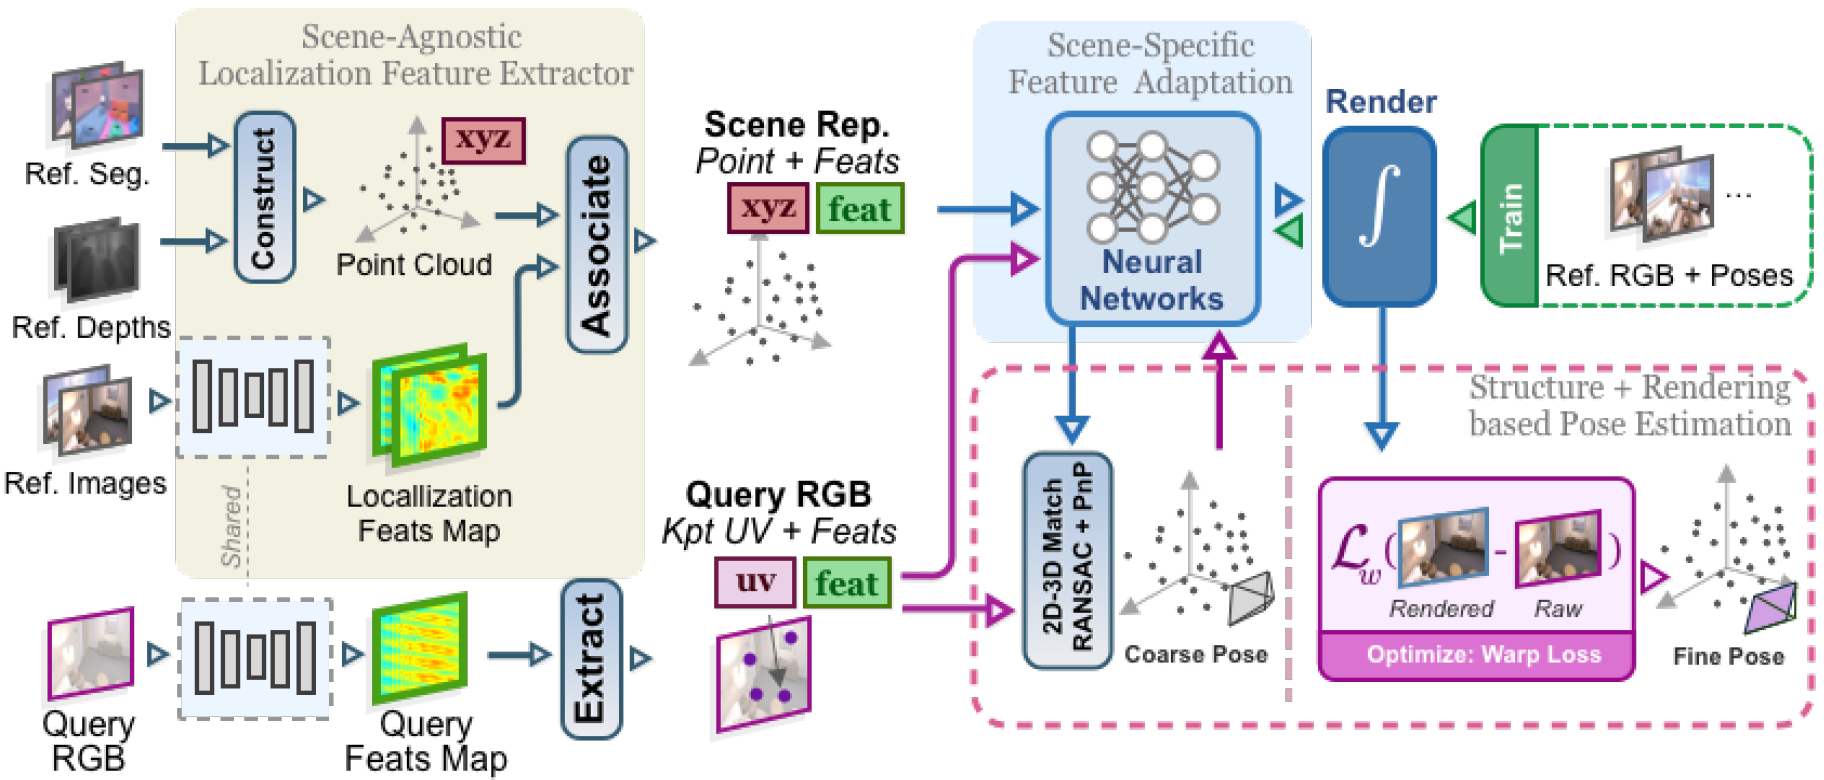 Scene-Agnostic
Localization Feature Extractor
Ref. Seg.
Ref. Depths
Ref. Images
Construct
xyz
Point Cloud
Associate
Locallization
Feats Map
Shared
Query
RGB
Query
Feats Map
Extract
Scene Rep.
Point + Feats
xyz
feat
Query RGB
Kpt UV + Feats
uv
feat
Scene-Specific
Feature Adaptation
Neural
Networks
Render
∫
Train
...
Ref. RGB + Poses
Structure + Rendering
based Pose Estimation
2D-3D Match
RANSAC + PnP
Coarse Pose
ℒw( - )
Rendered
Raw
Optimize: Warp Loss
Fine Pose